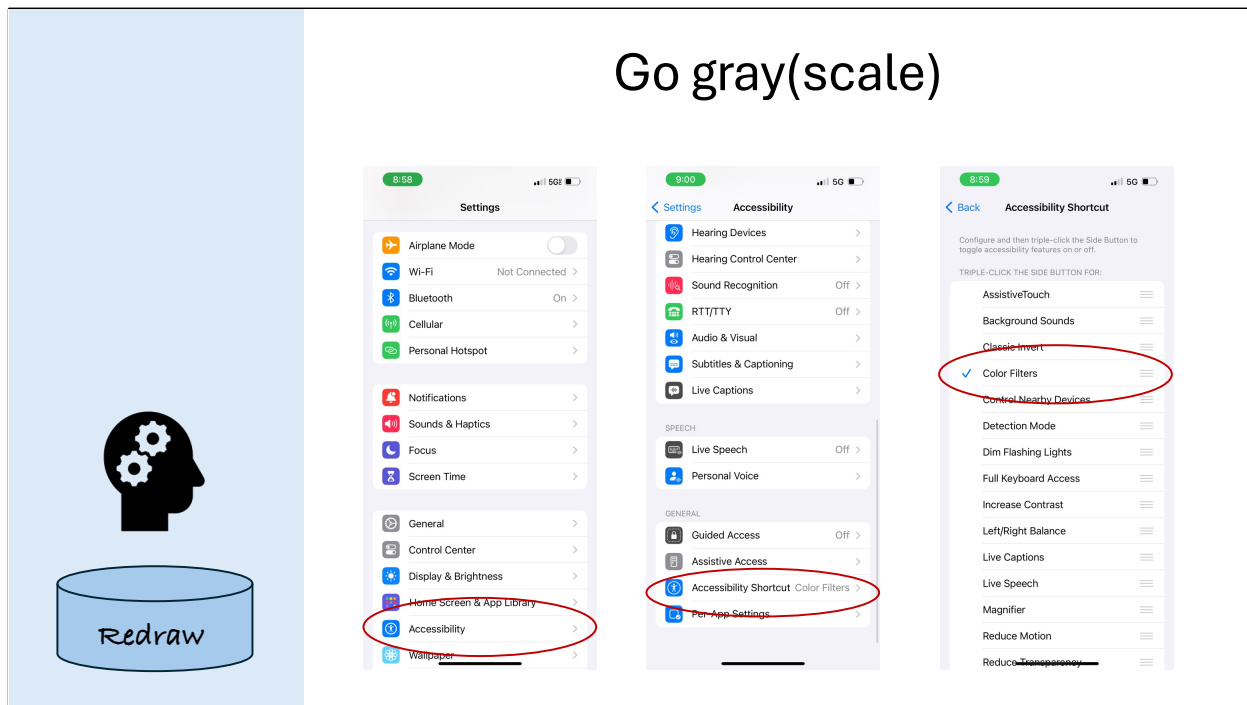 Go gray(scale)
Redraw
8:58
5G
Settings
Airplane Mode
Wi-Fi Not Connected
Bluetooth On
Cellular
Personal Hotspot
Notifications
Sounds & Haptics
Focus
Screen Time
General
Control Center
Display & Brightness
Home Screen & App Library
Accessibility
Wallpaper
9:00
5G
Settings Accessibility
Hearing Devices
Hearing Control Center
Sound Recognition Off
RTT/TTY Off
Audio & Visual
Subtitles & Captioning
Live Captions
SPEECH
Live Speech Off
Personal Voice
GENERAL
Guided Access Off
Assistive Access
Accessibility Shortcut Color Filters
Per-App Settings
8:59
5G
Back Accessibility Shortcut
Configure and then triple-click the Side Button to
toggle accessibility features on or off.
TRIPLE-CLICK THE SIDE BUTTON FOR:
AssistiveTouch
Background Sounds
Classic Invert
Color Filters
Control Nearby Devices
Detection Mode
Dim Flashing Lights
Full Keyboard Access
Increase Contrast
Left/Right Balance
Live Captions
Live Speech
Magnifier
Reduce Motion
Reduce Transparency